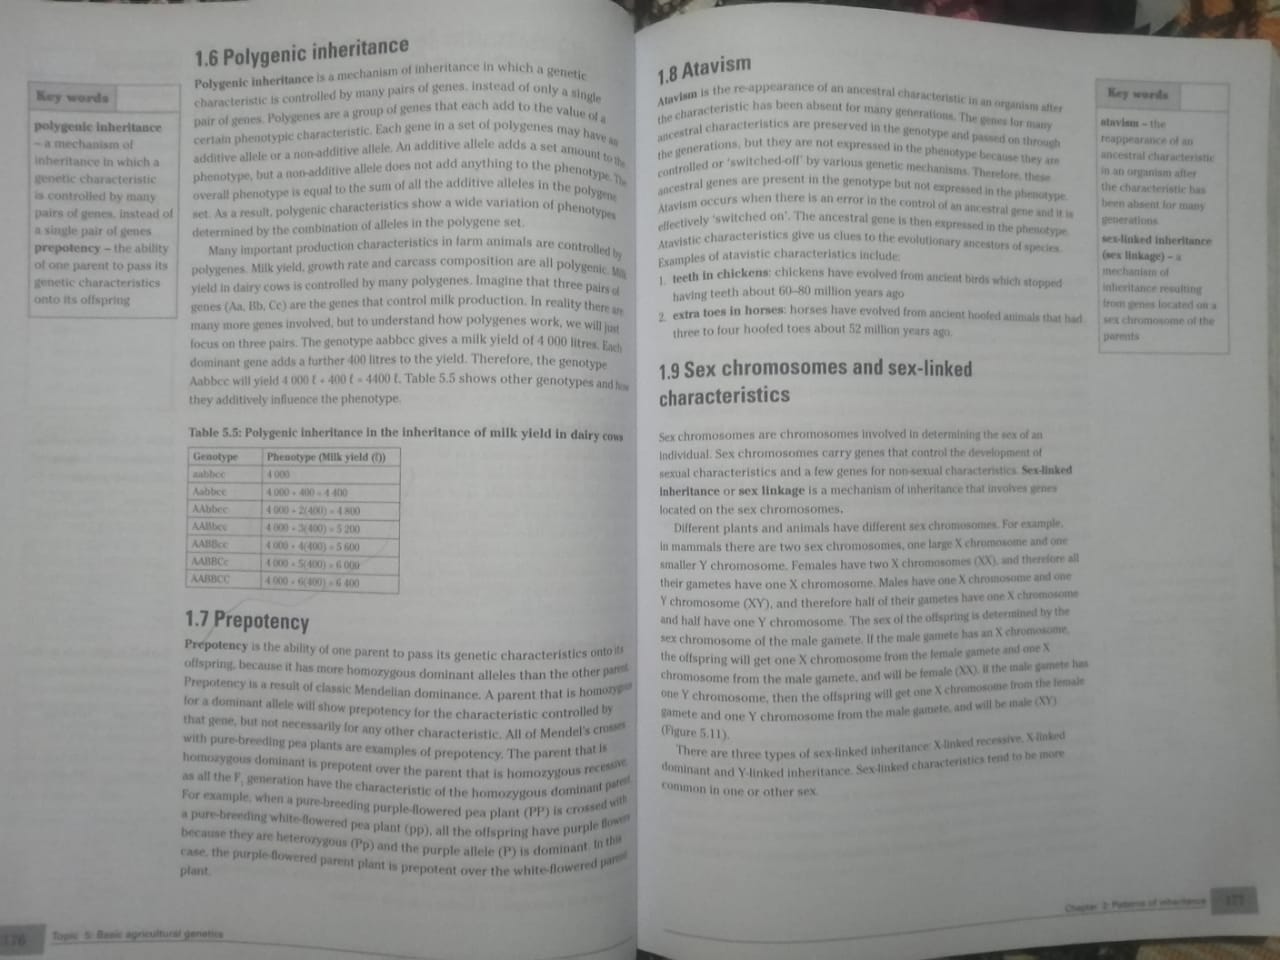 1.6 Polygenic inheritance
Polygenic inheritance is a mechanism of inheritance in which a genetic
characteristic is controlled by many pairs of genes, instead of only a single
pair of genes. Polygenes are a group of genes that each add to the value of a
certain phenotypic characteristic. Each gene in a set of polygenes may have an
additive allele or a non-additive allele. An additive allele adds a set amount to the
phenotype, but a non-additive allele does not add anything to the phenotype. The
overall phenotype is equal to the sum of all the additive alleles in the polygene
set. As a result, polygenic characteristics show a wide variation of phenotypes
determined by the combination of alleles in the polygene set.
Many important production characteristics in farm animals are controlled by
polygenes. Milk yield, growth rate and carcass composition are all polygenic. Milk
yield in dairy cows is controlled by many polygenes. Imagine that three pairs of
genes (Aa, Bb, Cc) are the genes that control milk production. In reality there are
many more genes involved, but to understand how polygenes work, we will just
focus on three pairs. The genotype aabbcc gives a milk yield of 4 000 litres. Each
dominant gene adds a further 400 litres to the yield. Therefore, the genotype
Aabbcc will yield 4 000 ℓ + 400 ℓ = 4400 ℓ. Table 5.5 shows other genotypes and how
they additively influence the phenotype.
Table 5.5: Polygenic inheritance in the inheritance of milk yield in dairy cows
Genotype Phenotype (Milk yield (ℓ))
aabbcc 4 000
Aabbcc 4 000 + 400 = 4 400
AAbbcc 4 000 + 2(400) = 4 800
AABbcc 4 000 + 3(400) = 5 200
AABBcc 4 000 + 4(400) = 5 600
AABBCc 4 000 + 5(400) = 6 000
AABBCC 4 000 + 6(400) = 6 400
1.7 Prepotency
Prepotency is the ability of one parent to pass its genetic characteristics onto its
offspring, because it has more homozygous dominant alleles than the other parent.
Prepotency is a result of classic Mendelian dominance. A parent that is homozygous
for a dominant allele will show prepotency for the characteristic controlled by
that gene, but not necessarily for any other characteristic. All of Mendel's crosses
with pure-breeding pea plants are examples of prepotency. The parent that is
homozygous dominant is prepotent over the parent that is homozygous recessive,
as all the F1 generation have the characteristic of the homozygous dominant parent.
For example, when a pure-breeding purple-flowered pea plant (PP) is crossed with
a pure-breeding white-flowered pea plant (pp), all the offspring have purple flowers
because they are heterozygous (Pp) and the purple allele (P) is dominant. In this
case, the purple-flowered parent plant is prepotent over the white-flowered parent
plant.
Key words
polygenic inheritance
– a mechanism of
inheritance in which a
genetic characteristic
is controlled by many
pairs of genes, instead of
a single pair of genes
prepotency – the ability
of one parent to pass its
genetic characteristics
onto its offspring
176 Topic 5: Basic agricultural genetics
1.8 Atavism
Atavism is the re-appearance of an ancestral characteristic in an organism after
the characteristic has been absent for many generations. The genes for many
ancestral characteristics are preserved in the genotype and passed on through
the generations, but they are not expressed in the phenotype because they are
controlled or 'switched-off' by various genetic mechanisms. Therefore, these
ancestral genes are present in the genotype but not expressed in the phenotype.
Atavism occurs when there is an error in the control of an ancestral gene and it is
effectively 'switched on'. The ancestral gene is then expressed in the phenotype.
Atavistic characteristics give us clues to the evolutionary ancestors of species.
Examples of atavistic characteristics include:
1. teeth in chickens: chickens have evolved from ancient birds which stopped
having teeth about 60–80 million years ago
2. extra toes in horses: horses have evolved from ancient hoofed animals that had
three to four hoofed toes about 52 million years ago.
1.9 Sex chromosomes and sex-linked
characteristics
Sex chromosomes are chromosomes involved in determining the sex of an
individual. Sex chromosomes carry genes that control the development of
sexual characteristics and a few genes for non-sexual characteristics. Sex-linked
inheritance or sex linkage is a mechanism of inheritance that involves genes
located on the sex chromosomes.
Different plants and animals have different sex chromosomes. For example,
in mammals there are two sex chromosomes, one large X chromosome and one
smaller Y chromosome. Females have two X chromosomes (XX), and therefore all
their gametes have one X chromosome. Males have one X chromosome and one
Y chromosome (XY), and therefore half of their gametes have one X chromosome
and half have one Y chromosome. The sex of the offspring is determined by the
sex chromosome of the male gamete. If the male gamete has an X chromosome,
the offspring will get one X chromosome from the female gamete and one X
chromosome from the male gamete, and will be female (XX). If the male gamete has
one Y chromosome, then the offspring will get one X chromosome from the female
gamete and one Y chromosome from the male gamete, and will be male (XY)
(Figure 5.11).
There are three types of sex-linked inheritance: X-linked recessive, X-linked
dominant and Y-linked inheritance. Sex-linked characteristics tend to be more
common in one or other sex.
Key words
atavism – the
reappearance of an
ancestral characteristic
in an organism after
the characteristic has
been absent for many
generations
sex-linked inheritance
(sex linkage) – a
mechanism of
inheritance resulting
from genes located on a
sex chromosome of the
parents
Chapter 2: Patterns of inheritance 177